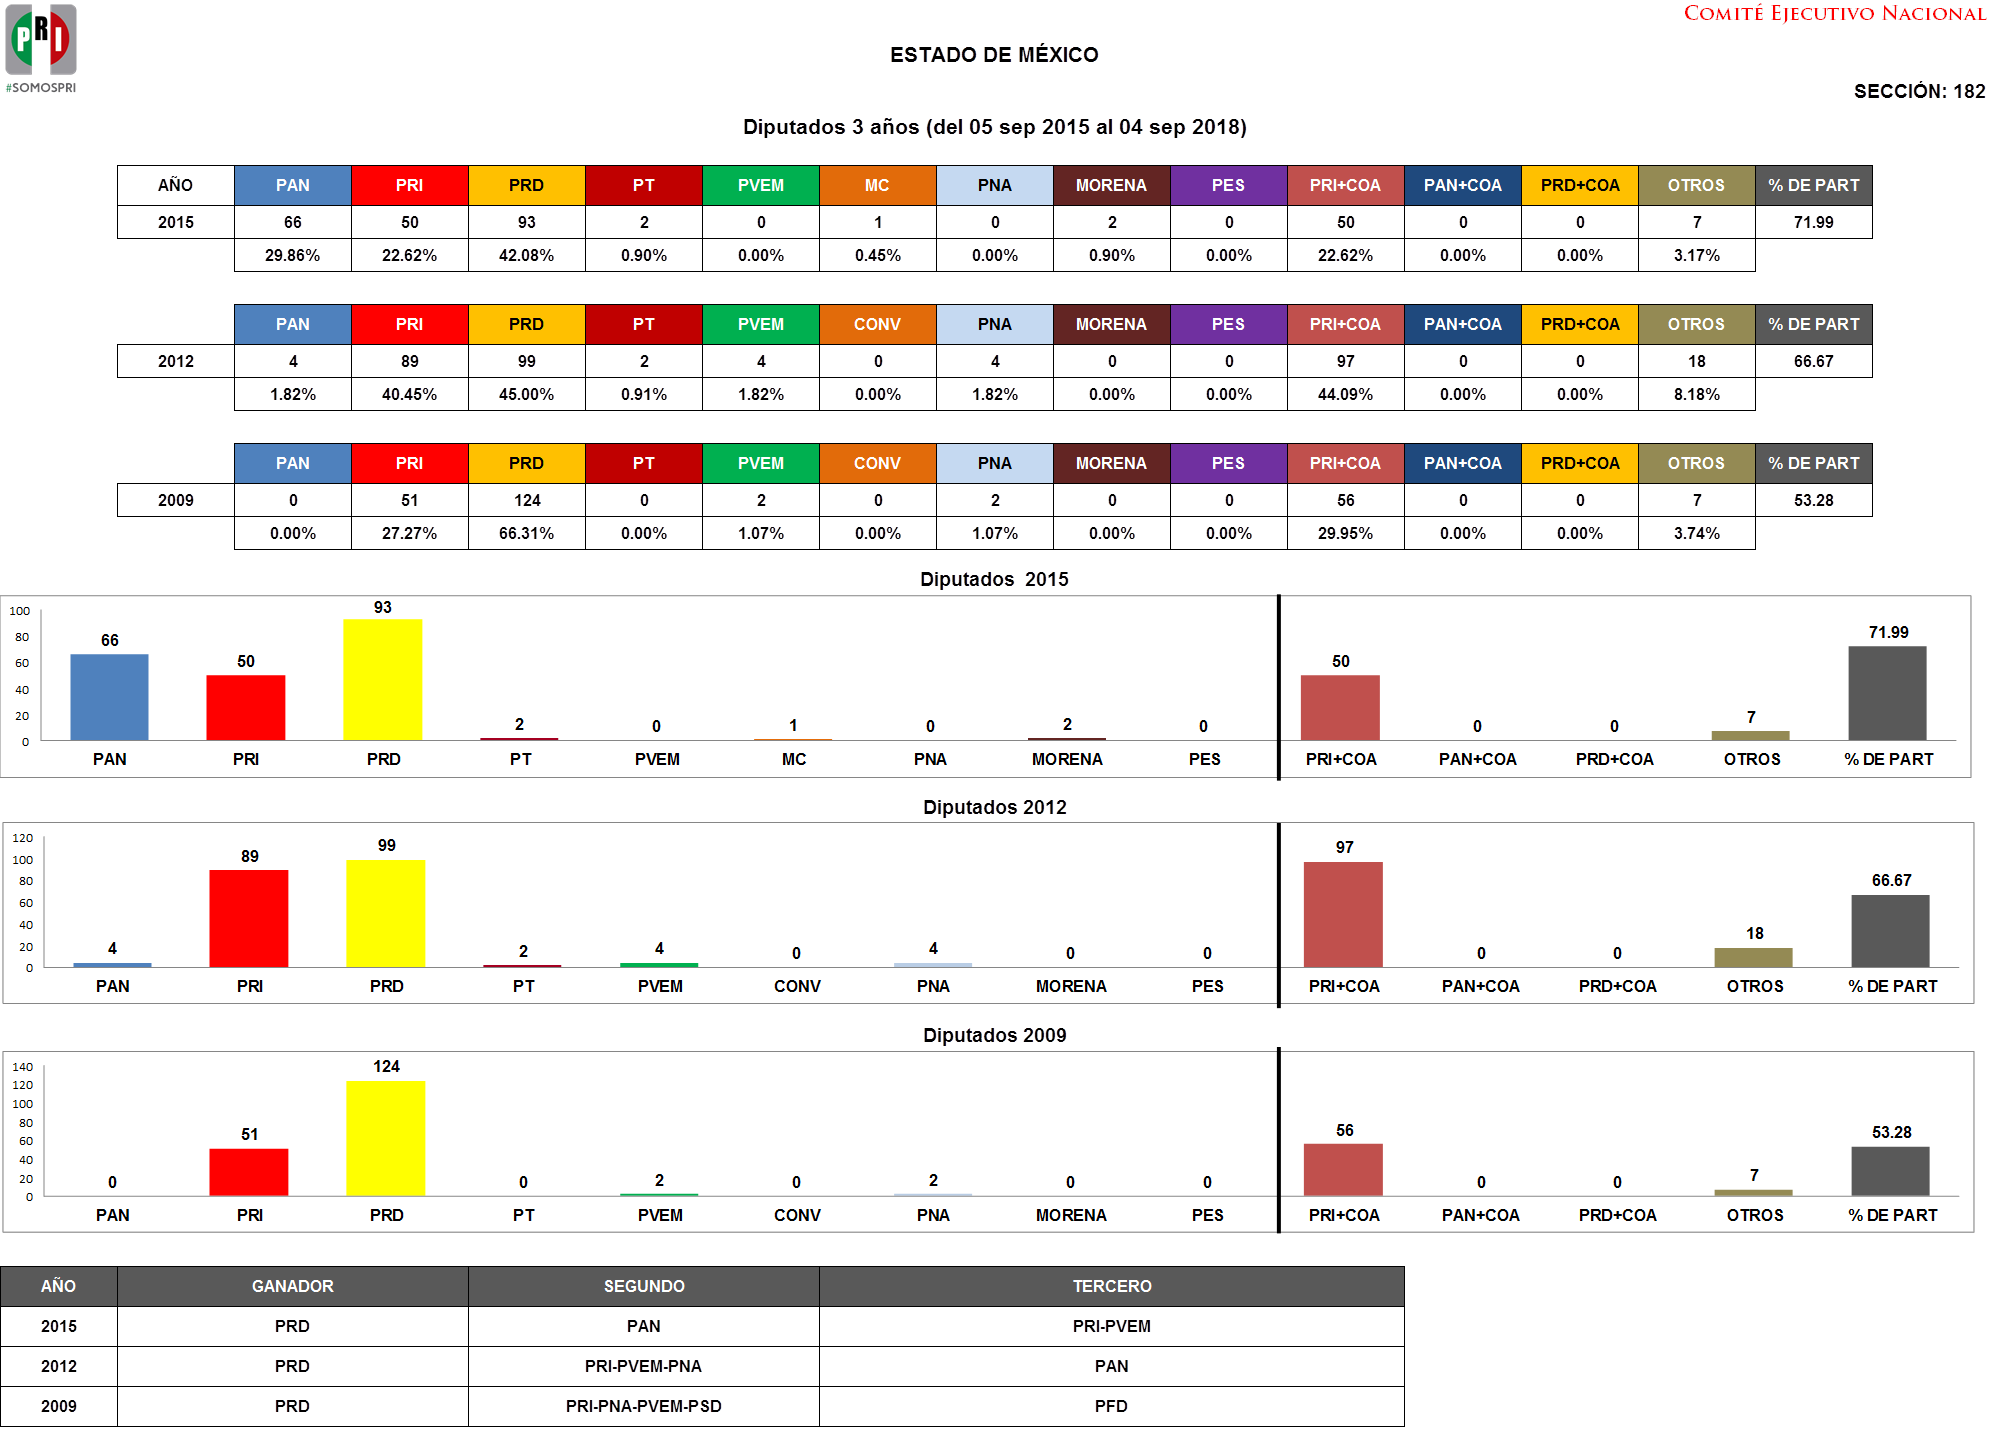 PRI
#SOMOSPRI
COMITÉ EJECUTIVO NACIONAL
ESTADO DE MÉXICO
SECCIÓN: 182
Diputados 3 años (del 05 sep 2015 al 04 sep 2018)
AÑO PAN PRI PRD PT PVEM MC PNA MORENA PES PRI+COA PAN+COA PRD+COA OTROS % DE PART
2015 66 50 93 2 0 1 0 2 0 50 0 0 7 71.99
29.86% 22.62% 42.08% 0.90% 0.00% 0.45% 0.00% 0.90% 0.00% 22.62% 0.00% 0.00% 3.17%
PAN PRI PRD PT PVEM CONV PNA MORENA PES PRI+COA PAN+COA PRD+COA OTROS % DE PART
2012 4 89 99 2 4 0 4 0 0 97 0 0 18 66.67
1.82% 40.45% 45.00% 0.91% 1.82% 0.00% 1.82% 0.00% 0.00% 44.09% 0.00% 0.00% 8.18%
PAN PRI PRD PT PVEM CONV PNA MORENA PES PRI+COA PAN+COA PRD+COA OTROS % DE PART
2009 0 51 124 0 2 0 2 0 0 56 0 0 7 53.28
0.00% 27.27% 66.31% 0.00% 1.07% 0.00% 1.07% 0.00% 0.00% 29.95% 0.00% 0.00% 3.74%
Diputados 2015
100
80
60
40
20
0
66 50 93 2 0 1 0 2 0 50 0 0 7 71.99
PAN PRI PRD PT PVEM MC PNA MORENA PES PRI+COA PAN+COA PRD+COA OTROS % DE PART
Diputados 2012
120
100
80
60
40
20
0
4 89 99 2 4 0 4 0 0 97 0 0 18 66.67
PAN PRI PRD PT PVEM CONV PNA MORENA PES PRI+COA PAN+COA PRD+COA OTROS % DE PART
Diputados 2009
140
120
100
80
60
40
20
0
0 51 124 0 2 0 2 0 0 56 0 0 7 53.28
PAN PRI PRD PT PVEM CONV PNA MORENA PES PRI+COA PAN+COA PRD+COA OTROS % DE PART
AÑO GANADOR SEGUNDO TERCERO
2015 PRD PAN PRI-PVEM
2012 PRD PRI-PVEM-PNA PAN
2009 PRD PRI-PNA-PVEM-PSD PFD